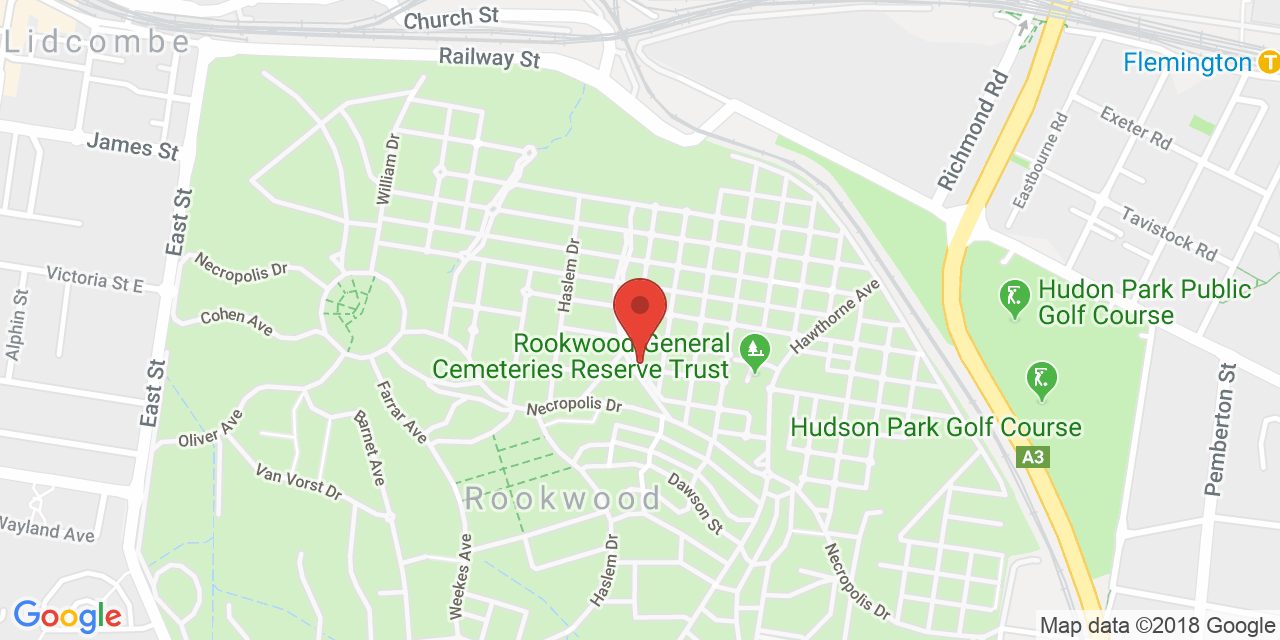 Church St
Lidcombe
Railway St
Flemington
T
Richmond Rd
Exeter Rd
James St
William Dr
Eastbourne Rd
East St
Tavistock Rd
Necropolis Dr
Haslem Dr
Victoria St E
Alphin St
Cohen Ave
Hawthorne Ave
Hudon Park Public
Golf Course
Rookwood General
Cemeteries Reserve Trust
East St
Oliver Ave
Farrar Ave
Barnet Ave
Necropolis Dr
Hudson Park Golf Course
A3
Pemberton St
Van Vorst Dr
Rookwood
Dawson St
Wayland Ave
Weekes Ave
Haslem Dr
Necropolis Dr
Google
Map data ©2018 Google